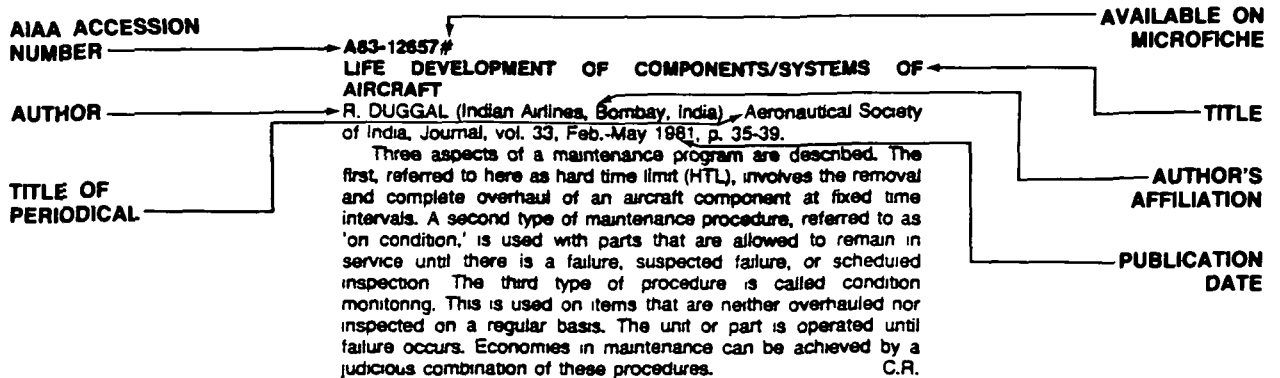 AIAA ACCESSION
NUMBER
AVAILABLE ON
MICROFICHE
A83-12657#
LIFE DEVELOPMENT OF COMPONENTS/SYSTEMS OF
AIRCRAFT
AUTHOR
R. DUGGAL (Indian Airlines, Bombay, India) Aeronautical Society
of India, Journal, vol. 33, Feb.-May 1981, p. 35-39.
TITLE
Three aspects of a maintenance program are described. The
first, referred to here as hard time limit (HTL), involves the removal
and complete overhaul of an aircraft component at fixed time
intervals. A second type of maintenance procedure, referred to as
'on condition,' is used with parts that are allowed to remain in
service until there is a failure, suspected failure, or scheduled
inspection The third type of procedure is called condition
monitoring. This is used on items that are neither overhauled nor
inspected on a regular basis. The unit or part is operated until
failure occurs. Economies in maintenance can be achieved by a
judicious combination of these procedures. C.R.
TITLE OF
PERIODICAL
AUTHOR'S
AFFILIATION
PUBLICATION
DATE